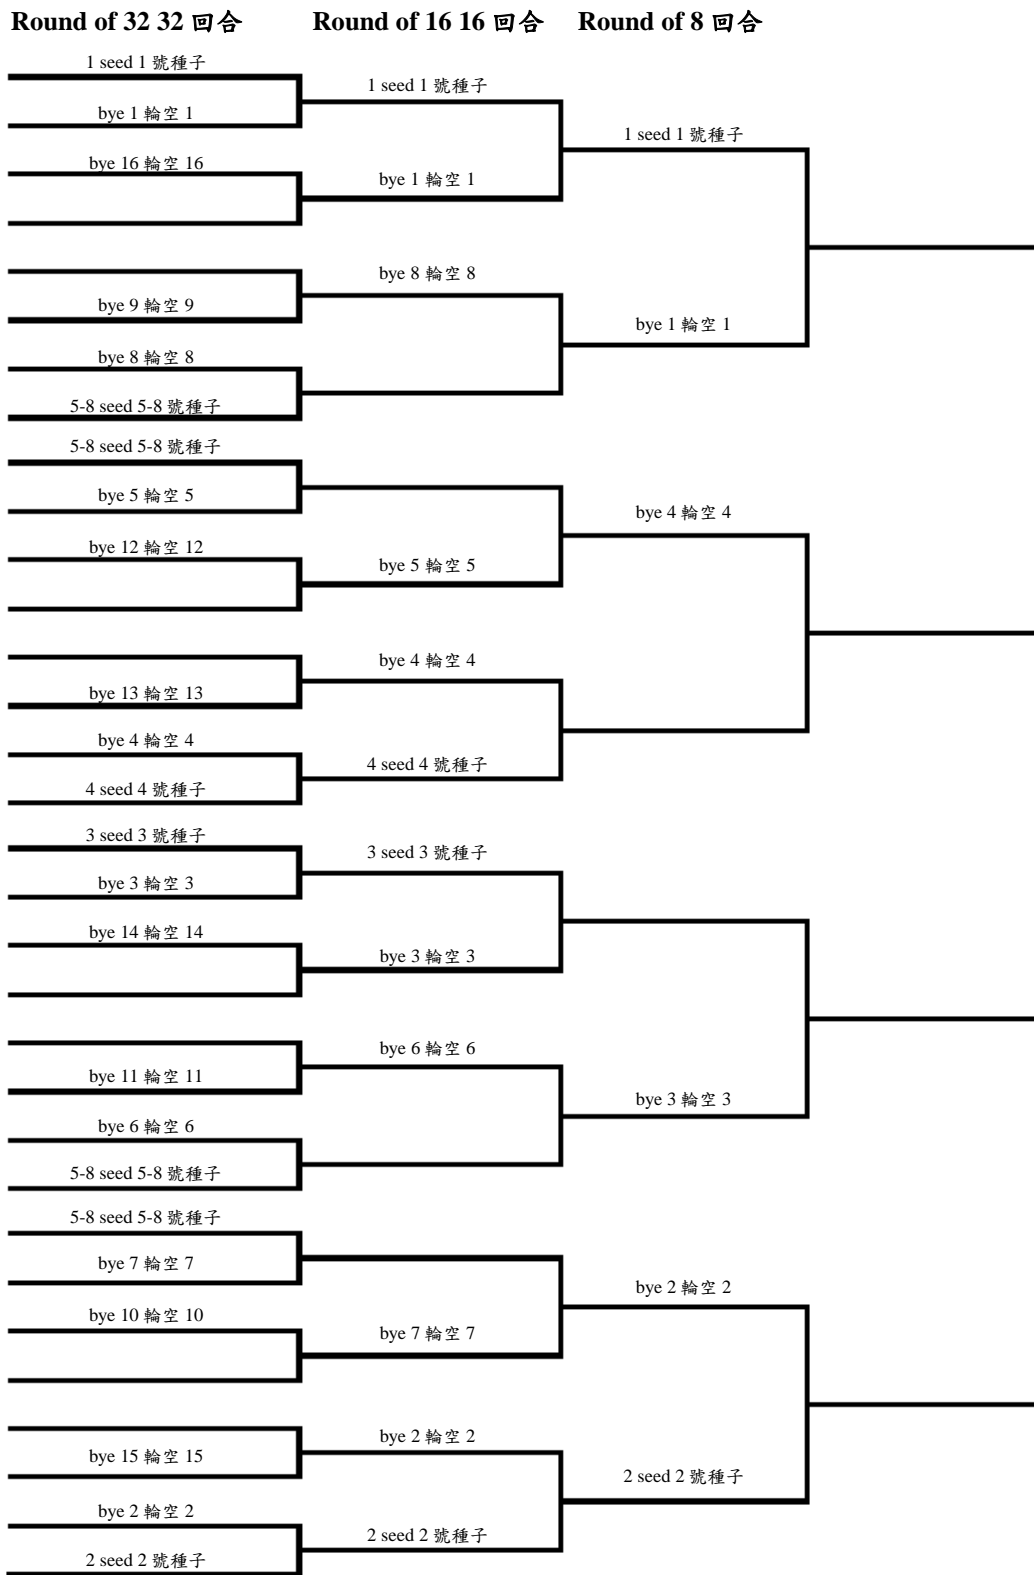 Round of 32 32 回合
1 seed 1 號種子
bye 1 輪空 1
bye 16 輪空 16
bye 9 輪空 9
bye 8 輪空 8
5-8 seed 5-8 號種子
5-8 seed 5-8 號種子
bye 5 輪空 5
bye 12 輪空 12
bye 13 輪空 13
bye 4 輪空 4
4 seed 4 號種子
3 seed 3 號種子
bye 3 輪空 3
bye 14 輪空 14
bye 11 輪空 11
bye 6 輪空 6
5-8 seed 5-8 號種子
5-8 seed 5-8 號種子
bye 7 輪空 7
bye 10 輪空 10
bye 15 輪空 15
bye 2 輪空 2
2 seed 2 號種子
Round of 16 16 回合
1 seed 1 號種子
bye 1 輪空 1
bye 8 輪空 8
bye 5 輪空 5
bye 4 輪空 4
4 seed 4 號種子
3 seed 3 號種子
bye 3 輪空 3
bye 6 輪空 6
bye 7 輪空 7
bye 2 輪空 2
2 seed 2 號種子
Round of 8 回合
1 seed 1 號種子
bye 1 輪空 1
bye 4 輪空 4
bye 3 輪空 3
bye 2 輪空 2
2 seed 2 號種子